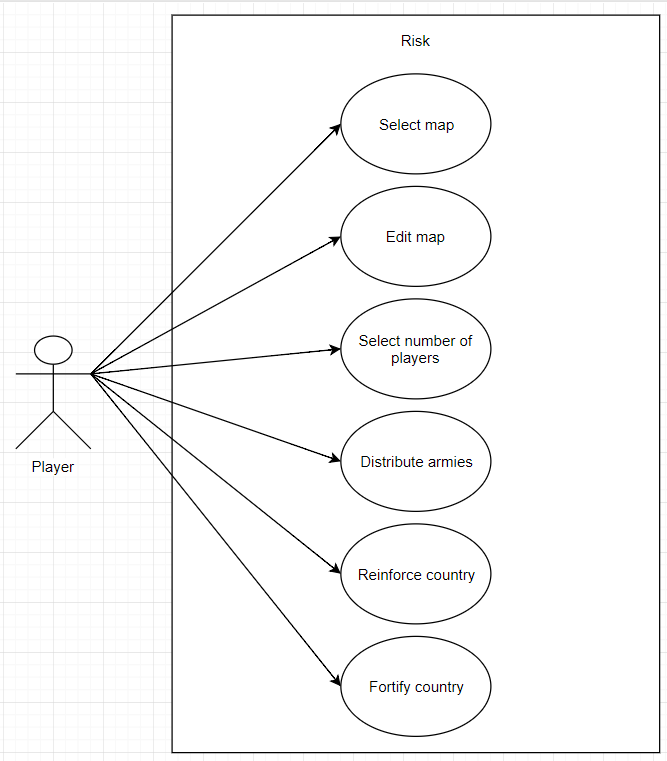 Risk
Select map
Edit map
Select number of
players
Distribute armies
Reinforce country
Fortify country
Player